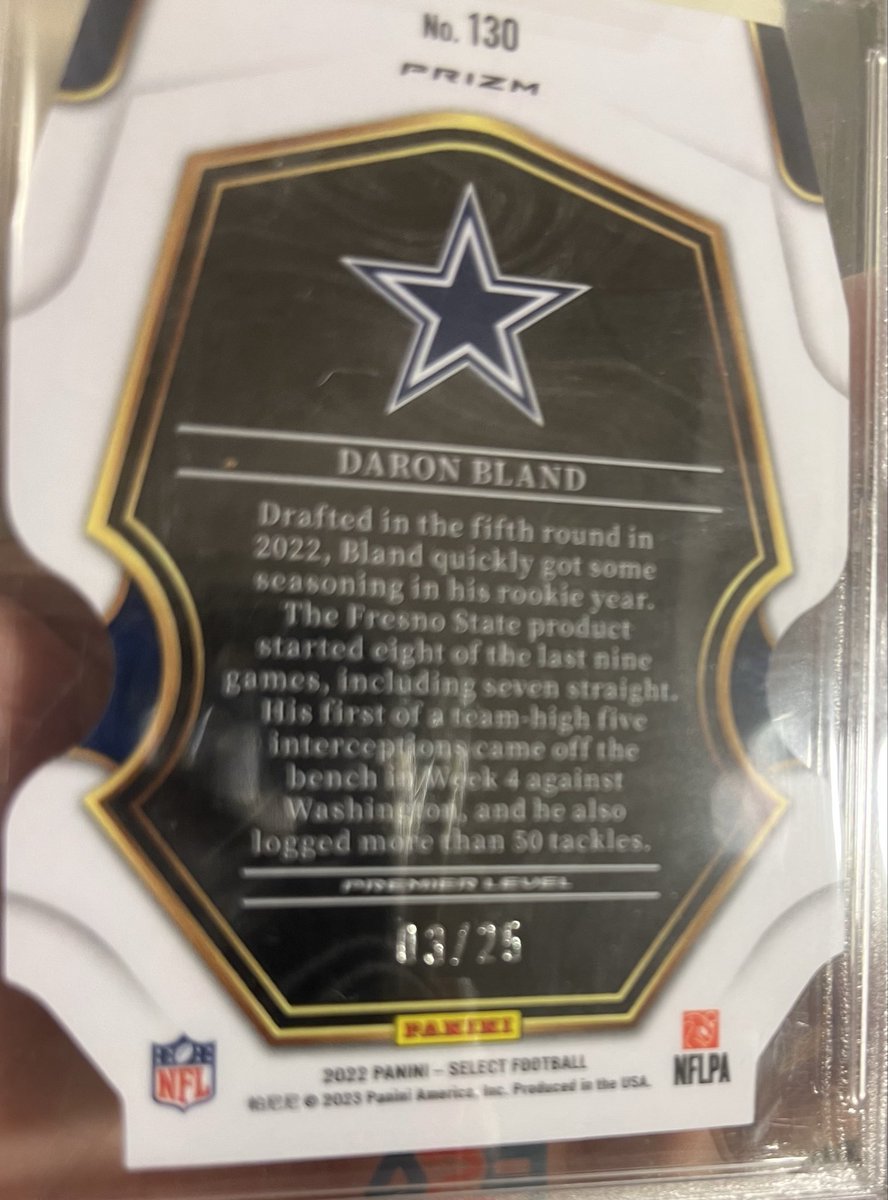 No. 130
PRIZM
DARON BLAND
Drafted in the fifth round in
2022, Bland quickly got some
seasoning in his rookie year.
The Fresno State product
started eight of the last nine
games, including seven straight.
His first of a team-high five
interceptions came off the
bench in Week 4 against
Washington, and he also
logged more than 50 tackles.
PREMIER LEVEL
03/25
PANINI
NFL
2022 PANINI – SELECT FOOTBALL
帕尼尼 © 2023 Panini America, Inc. Produced in the USA.
NFLPA